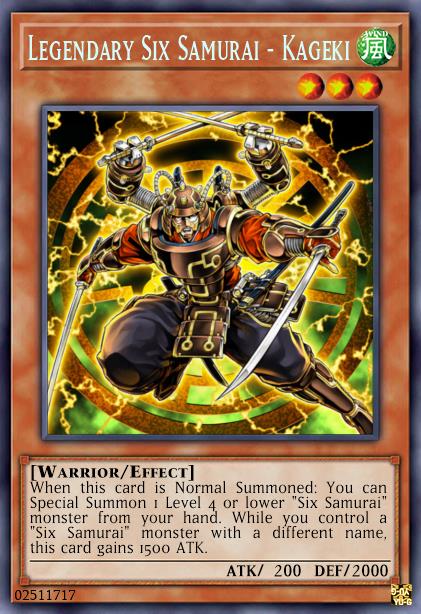 Legendary Six Samurai - Kageki
WIND
風
[Warrior/Effect]
When this card is Normal Summoned: You can
Special Summon 1 Level 4 or lower "Six Samurai"
monster from your hand. While you control a
"Six Samurai" monster with a different name,
this card gains 1500 ATK.
ATK/ 200 DEF/2000
02511717